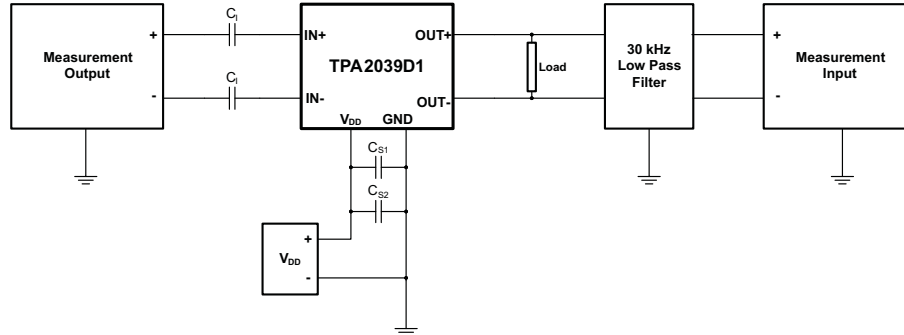 Measurement
Output
+
-
C_I
C_I
IN+
IN-
TPA2039D1
OUT+
OUT-
V_DD
GND
Load
30 kHz
Low Pass
Filter
+
-
Measurement
Input
C_S1
C_S2
V_DD
+
-